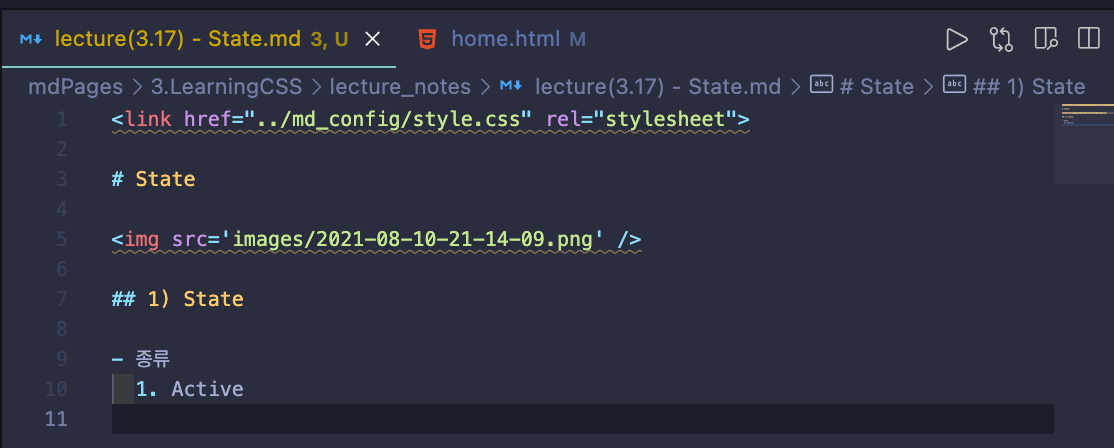 lecture(3.17) - State.md 3, U home.html M
mdPages > 3.LearningCSS > lecture_notes > lecture(3.17) - State.md > abc # State > abc ## 1) State
1 <link href="../md_config/style.css" rel="stylesheet">
2
3 # State
4
5 <img src='images/2021-08-10-21-14-09.png' />
6
7 ## 1) State
8
9 - 종류
10 1. Active
11